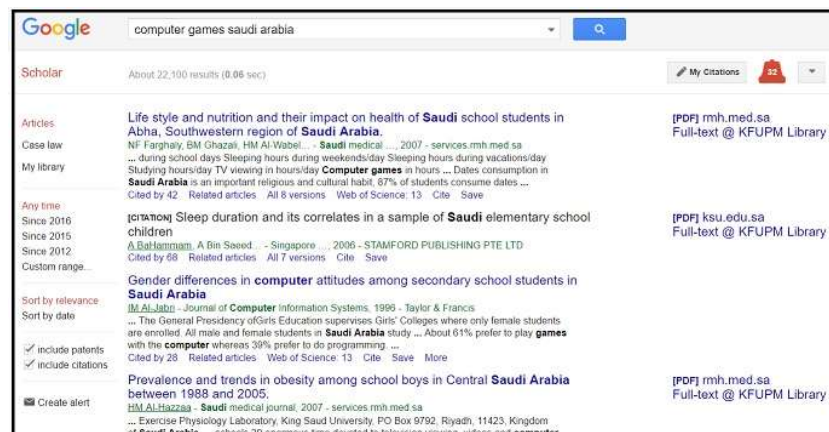 Google
computer games saudi arabia
Scholar
About 22,100 results (0.06 sec)
My Citations
32
Articles
Case law
My library
Any time
Since 2016
Since 2015
Since 2012
Custom range...
Sort by relevance
Sort by date
include patents
include citations
Create alert
Life style and nutrition and their impact on health of Saudi school students in
Abha, Southwestern region of Saudi Arabia.
NF Farghaly, BM Ghazali, HM Al-Wabel... - Saudi medical ..., 2007 - services.rmh.med.sa
... during school days Sleeping hours during weekends/day Sleeping hours during vacations/day
Studying hours/day TV viewing in hours/day Computer games in hours ... Dates consumption in
Saudi Arabia is an important religious and cultural habit, 87% of students consume dates ...
Cited by 42 Related articles All 8 versions Web of Science: 13 Cite Save
[PDF] rmh.med.sa
Full-text @ KFUPM Library
[CITATION] Sleep duration and its correlates in a sample of Saudi elementary school
children
A BaHammam, A Bin Saeed... - Singapore ..., 2006 - STAMFORD PUBLISHING PTE LTD
Cited by 68 Related articles All 7 versions Cite Save
[PDF] ksu.edu.sa
Full-text @ KFUPM Library
Gender differences in computer attitudes among secondary school students in
Saudi Arabia
IM Al-Jabri - Journal of Computer Information Systems, 1996 - Taylor & Francis
... The General Presidency ofGirls Education supervises Girls' Colleges where only female students
are enrolled. All male and female students in Saudi Arabia study ... About 61% prefer to play games
with the computer whereas 39% prefer to do programming. ...
Cited by 28 Related articles Web of Science: 13 Cite Save More
Prevalence and trends in obesity among school boys in Central Saudi Arabia
between 1988 and 2005.
HM Al-Hazzaa - Saudi medical journal, 2007 - services.rmh.med.sa
... Exercise Physiology Laboratory, King Saud University, PO Box 9792, Riyadh, 11423, Kingdom
of Saudi Arabia ... school's 29 enormous time devoted to television viewing, videos and computer
[PDF] rmh.med.sa
Full-text @ KFUPM Library